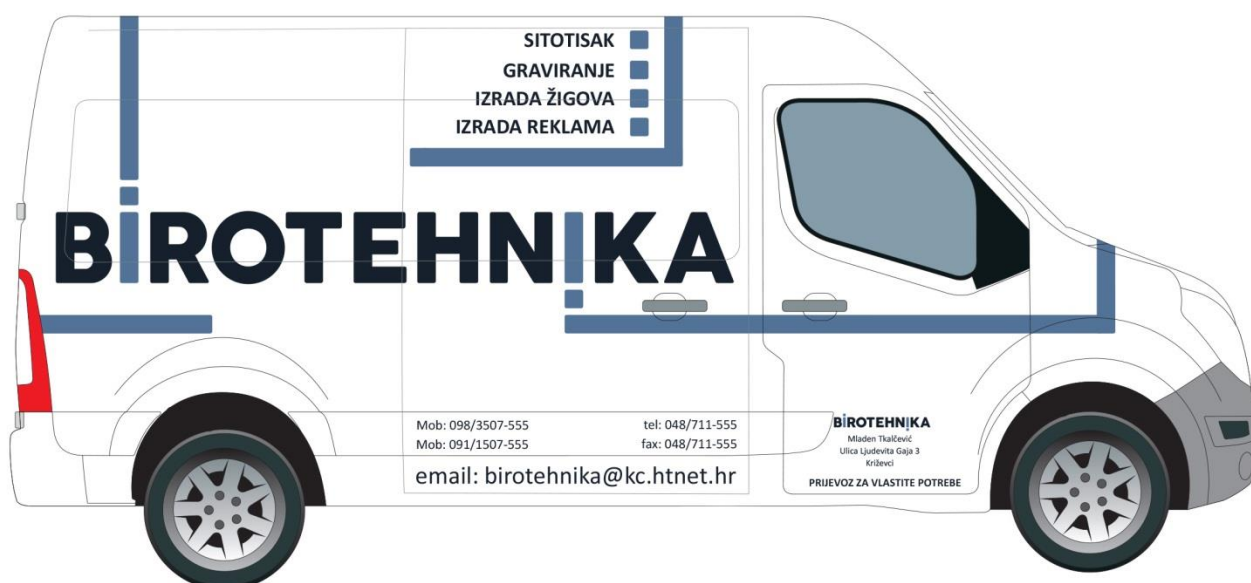 SITOTISAK
GRAVIRANJE
IZRADA ŽIGOVA
IZRADA REKLAMA
BIROTEHNIKA
Mob: 098/3507-555
tel: 048/711-555
Mob: 091/1507-555
fax: 048/711-555
email: birotehnika@kc.htnet.hr
BIROTEHNIKA
Mladen Tkalčević
Ulica Ljudevita Gaja 3
Križevci
PRIJEVOZ ZA VLASTITE POTREBE